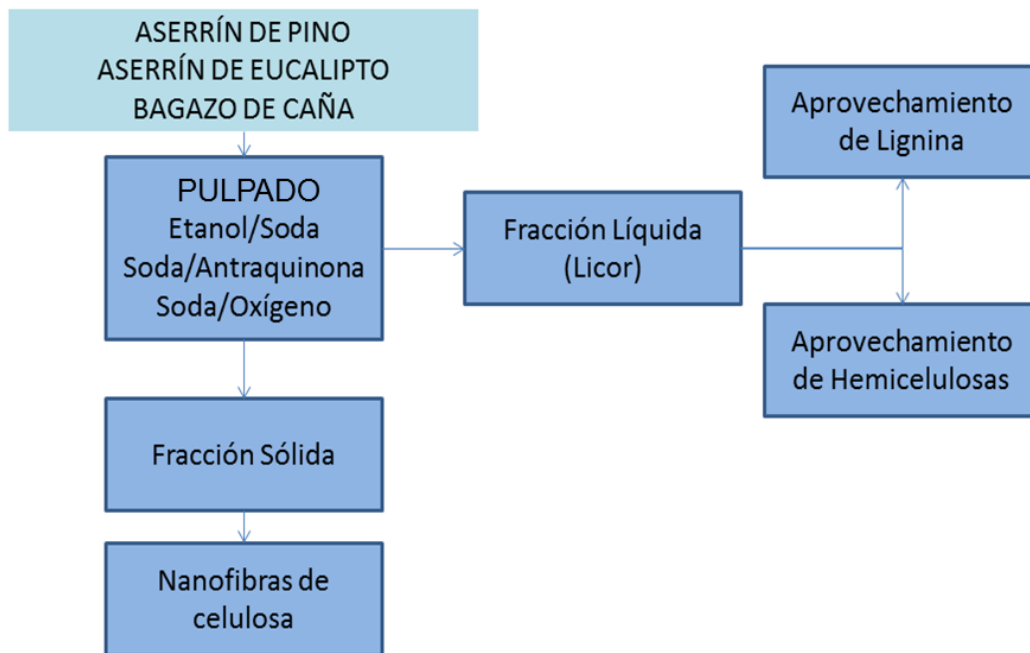 ASERRÍN DE PINO
ASERRÍN DE EUCALIPTO
BAGAZO DE CAÑA
PULPADO
Etanol/Soda
Soda/Antraquinona
Soda/Oxígeno
Fracción Líquida
(Licor)
Aprovechamiento
de Lignina
Aprovechamiento
de Hemicelulosas
Fracción Sólida
Nanofibras de
celulosa